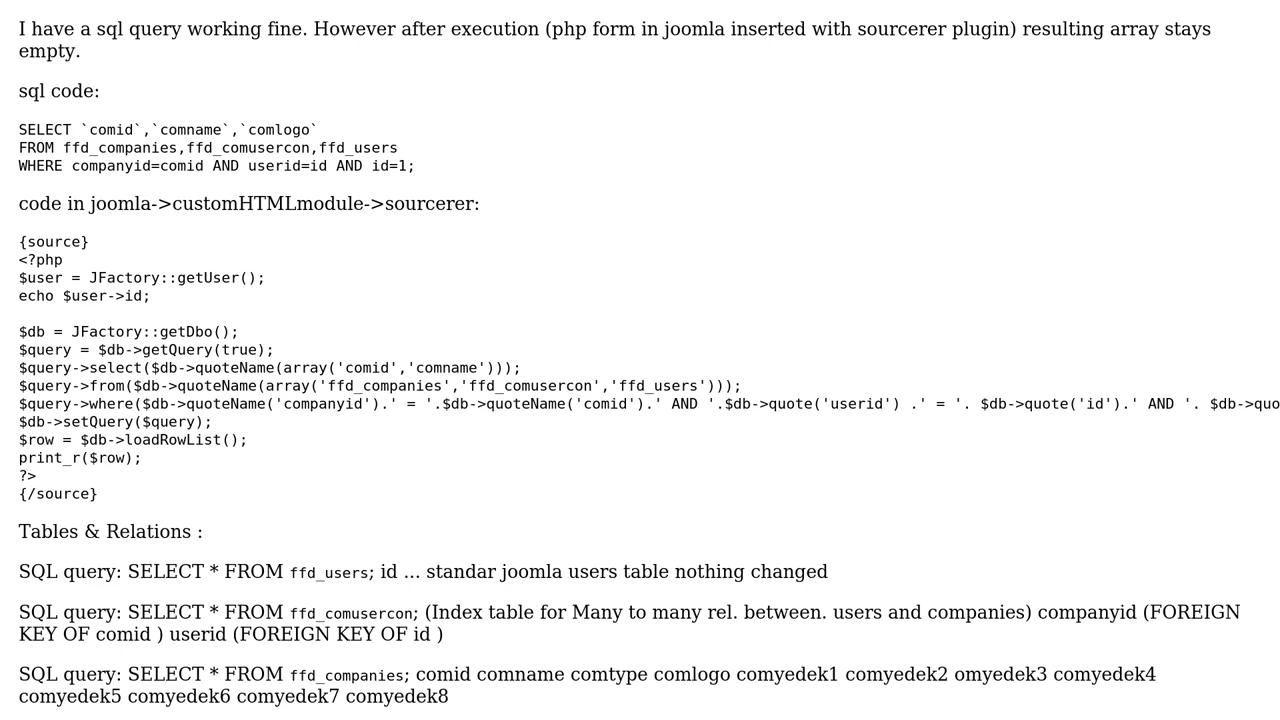 I have a sql query working fine. However after execution (php form in joomla inserted with sourcerer plugin) resulting array stays
empty.
sql code:
SELECT `comid`,`comname`,`comlogo`
FROM ffd_companies,ffd_comusercon,ffd_users
WHERE companyid=comid AND userid=id AND id=1;
code in joomla->customHTMLmodule->sourcerer:
{source}
<?php
$user = JFactory::getUser();
echo $user->id;
$db = JFactory::getDbo();
$query = $db->getQuery(true);
$query->select($db->quoteName(array('comid','comname')));
$query->from($db->quoteName(array('ffd_companies','ffd_comusercon','ffd_users')));
$query->where($db->quoteName('companyid').' = '.$db->quoteName('comid').' AND '.$db->quote('userid') .' = '. $db->quote('id').' AND '. $db->quo
$db->setQuery($query);
$row = $db->loadRowList();
print_r($row);
?>
{/source}
Tables & Relations :
SQL query: SELECT * FROM ffd_users; id ... standar joomla users table nothing changed
SQL query: SELECT * FROM ffd_comusercon; (Index table for Many to many rel. between. users and companies) companyid (FOREIGN
KEY OF comid ) userid (FOREIGN KEY OF id )
SQL query: SELECT * FROM ffd_companies; comid comname comtype comlogo comyedek1 comyedek2 omyedek3 comyedek4
comyedek5 comyedek6 comyedek7 comyedek8